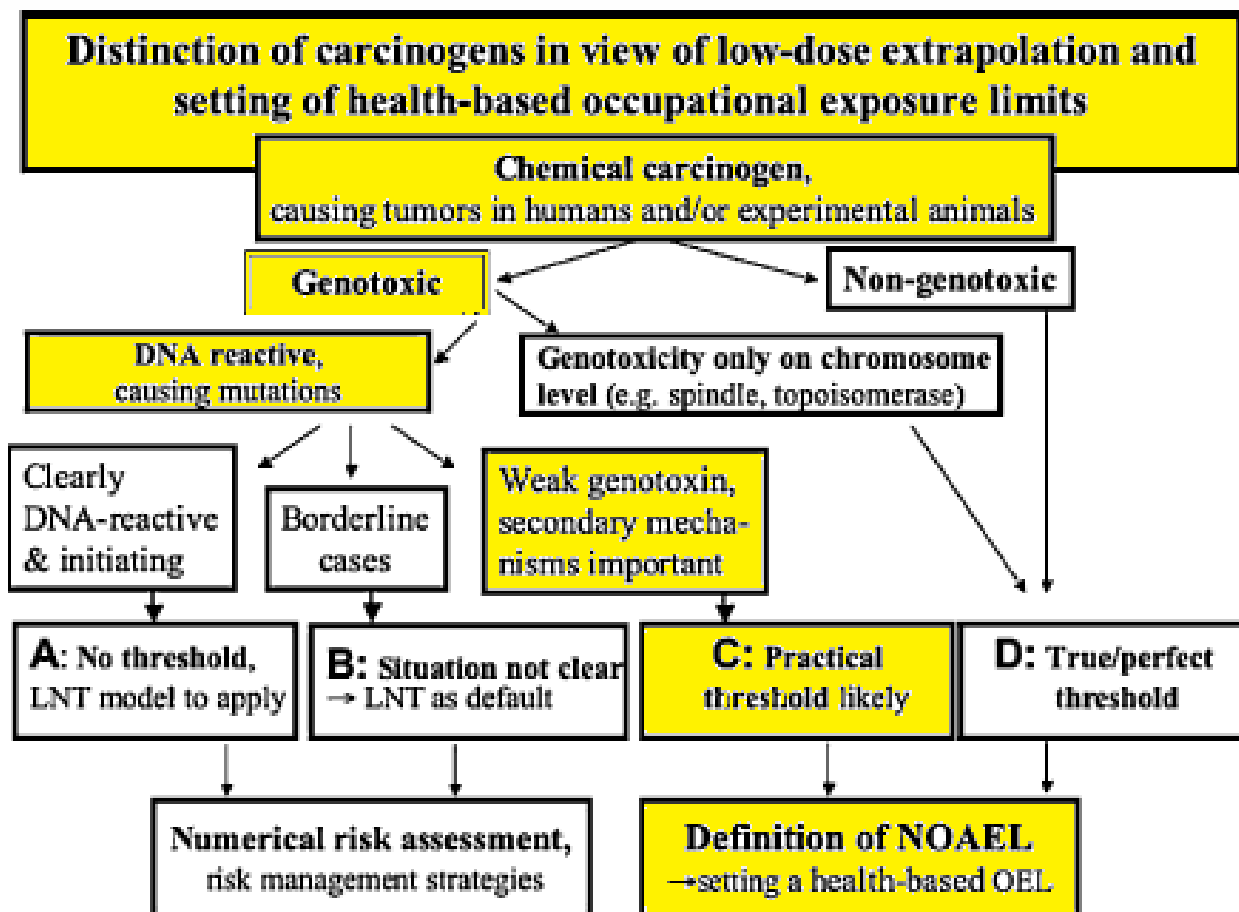 Distinction of carcinogens in view of low-dose extrapolation and
setting of health-based occupational exposure limits
Chemical carcinogen,
causing tumors in humans and/or experimental animals
Genotoxic
Non-genotoxic
DNA reactive,
causing mutations
Genotoxicity only on chromosome
level (e.g. spindle, topoisomerase)
Clearly
DNA-reactive
& initiating
Borderline
cases
Weak genotoxin,
secondary mecha-
nisms important
A: No threshold,
LNT model to apply
B: Situation not clear
→ LNT as default
C: Practical
threshold likely
D: True/perfect
threshold
Numerical risk assessment,
risk management strategies
Definition of NOAEL
→setting a health-based OEL